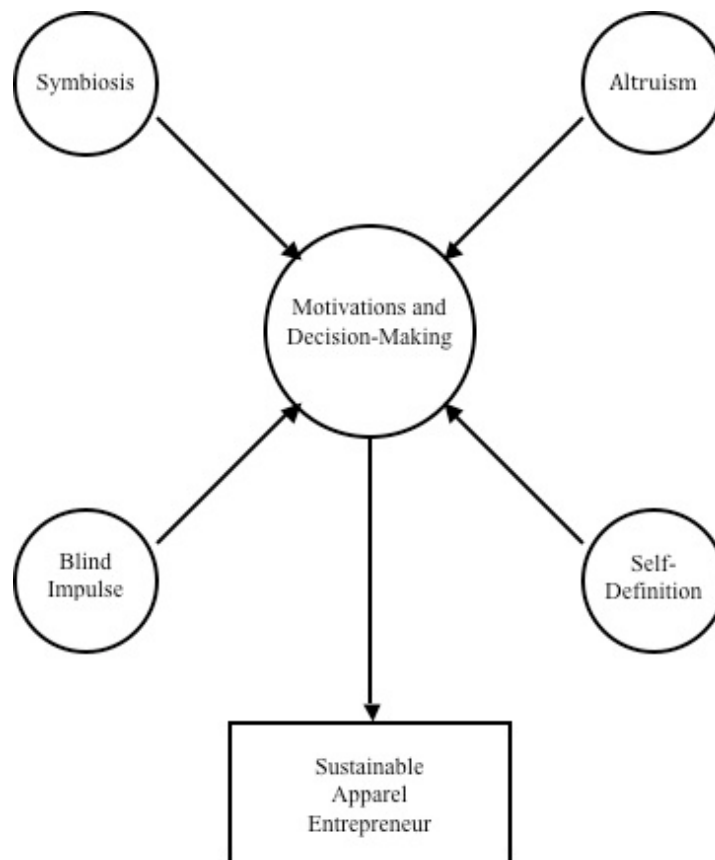 Symbiosis
Altruism
Motivations and
Decision-Making
Blind
Impulse
Self-
Definition
Sustainable
Apparel
Entrepreneur